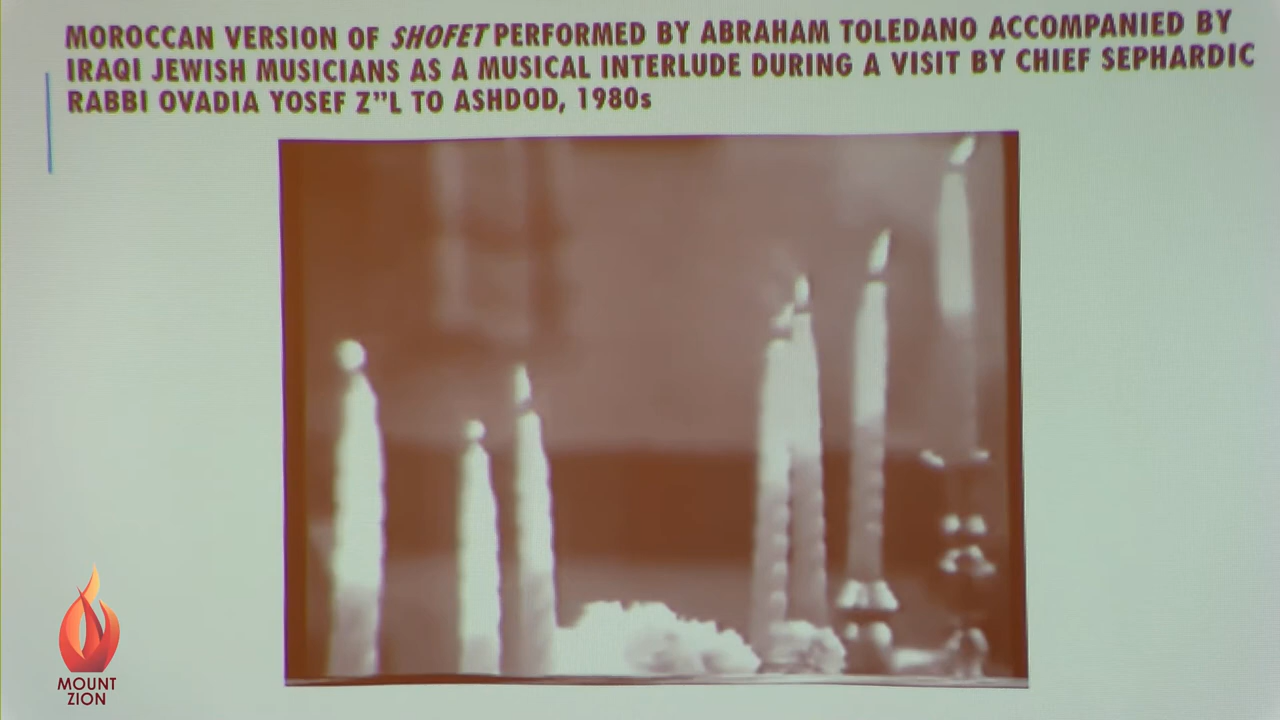 MOROCCAN VERSION OF SHOFET PERFORMED BY ABRAHAM TOLEDANO ACCOMPANIED BY
IRAQI JEWISH MUSICIANS AS A MUSICAL INTERLUDE DURING A VISIT BY CHIEF SEPHARDIC
RABBI OVADIA YOSEF Z”L TO ASHDOD, 1980s
MOUNT
ZION